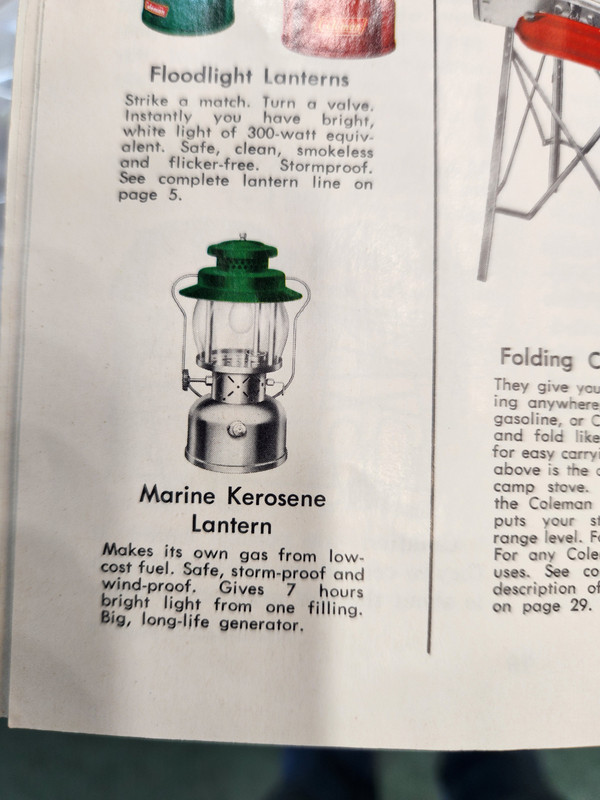 Floodlight Lanterns
Strike a match. Turn a valve.
Instantly you have bright,
white light of 300-watt equiv-
alent. Safe, clean, smokeless
and flicker-free. Stormproof.
See complete lantern line on
page 5.
Marine Kerosene
Lantern
Makes its own gas from low-
cost fuel. Safe, storm-proof and
wind-proof. Gives 7 hours
bright light from one filling.
Big, long-life generator.
Folding
They give you
ing anywhere
gasoline, or
and fold like
for easy
above is the
camp stove.
the Coleman
puts your
range level.
For any
uses. See
description of
on page 29.